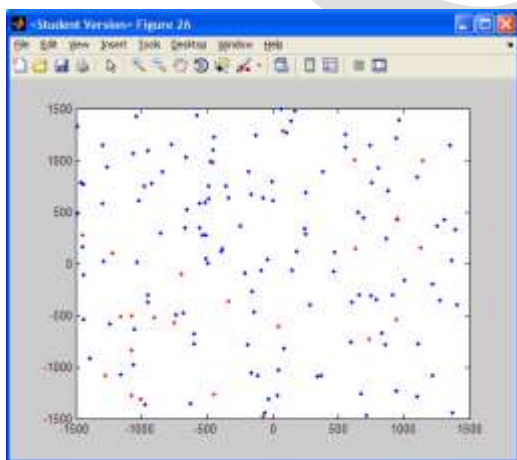 <Student Version> Figure 26
File Edit View Insert Tools Desktop Window Help
1500
1000
500
0
-500
-1000
-1500
-1500 -1000 -500 0 500 1000 1500